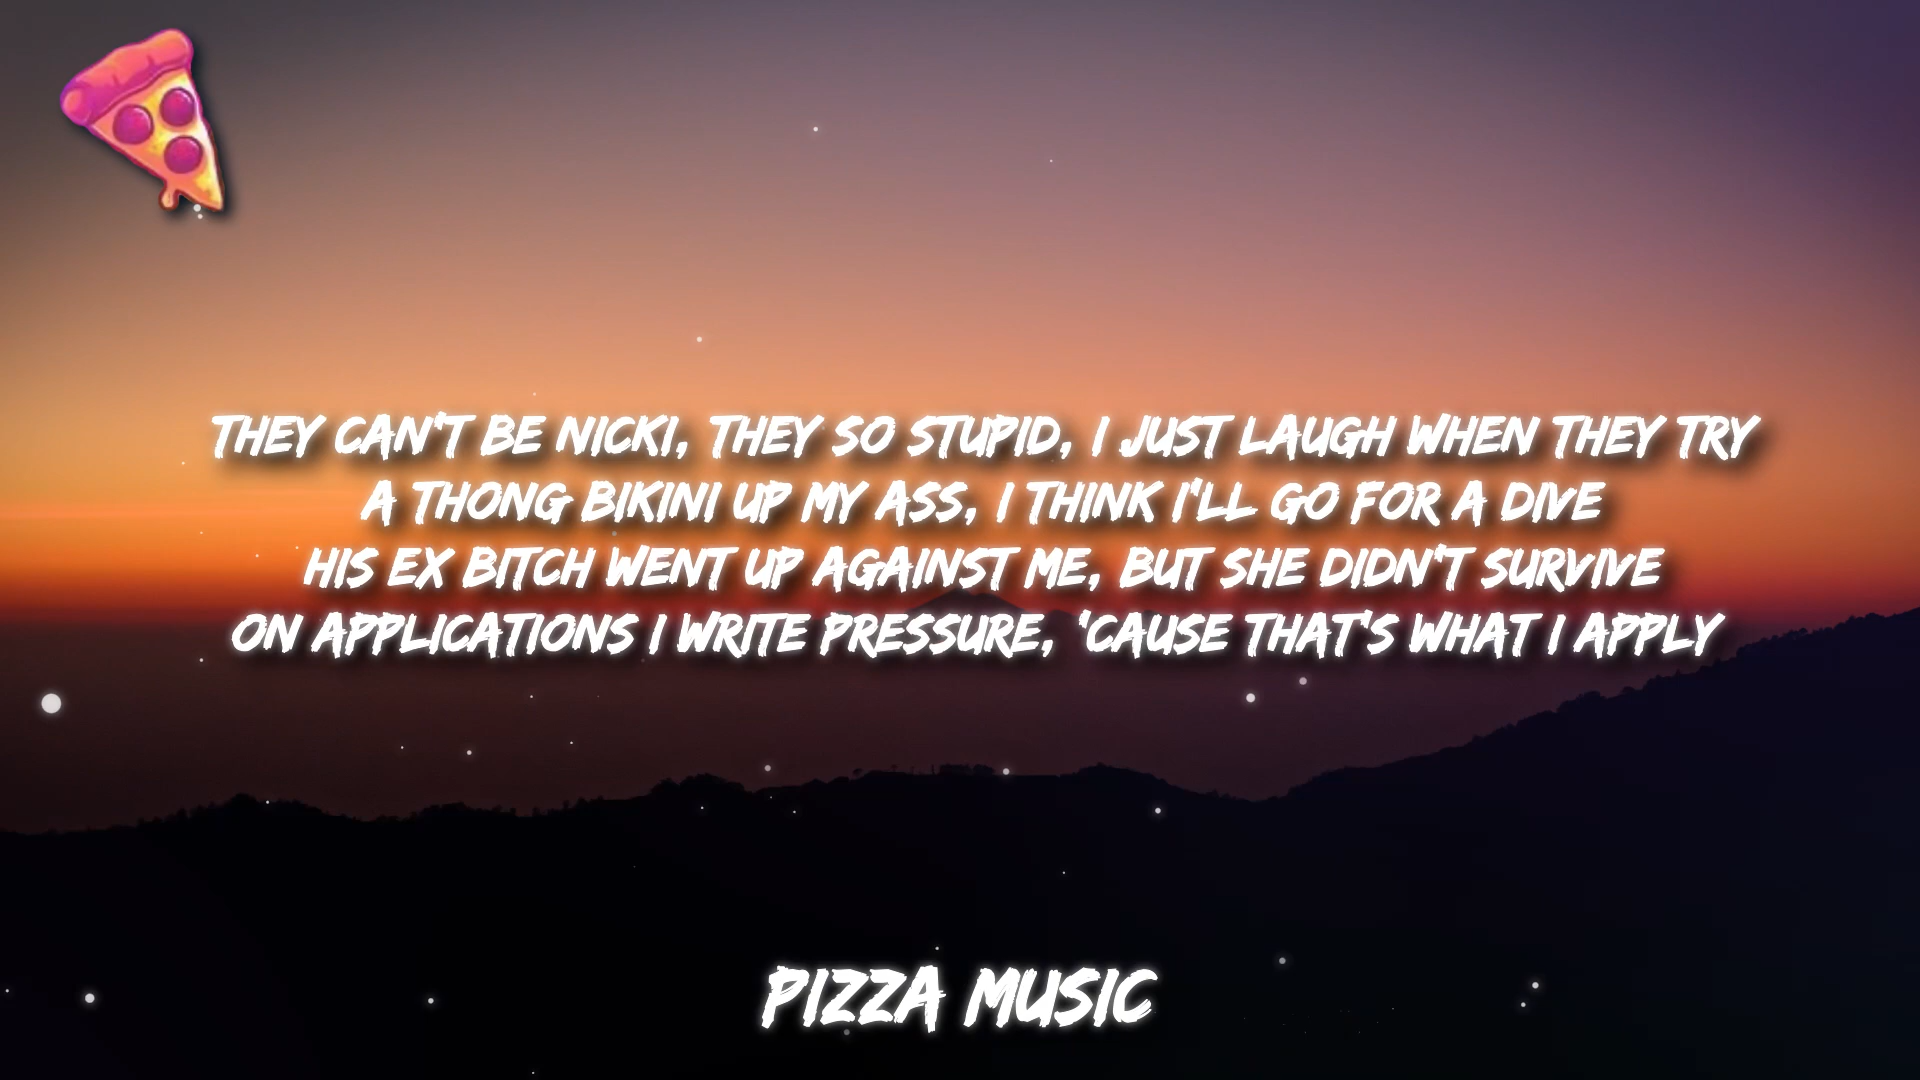 THEY CAN'T BE NICKI, THEY SO STUPID, I JUST LAUGH WHEN THEY TRY
A THONG BIKINI UP MY ASS, I THINK I'LL GO FOR A DIVE
HIS EX BITCH WENT UP AGAINST ME, BUT SHE DIDN'T SURVIVE
ON APPLICATIONS I WRITE PRESSURE, 'CAUSE THAT'S WHAT I APPLY
PIZZA MUSIC